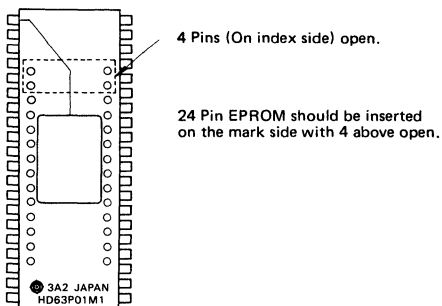 4 Pins (On index side) open.
24 Pin EPROM should be inserted
on the mark side with 4 above open.
3A2 JAPAN
HD63P01M1